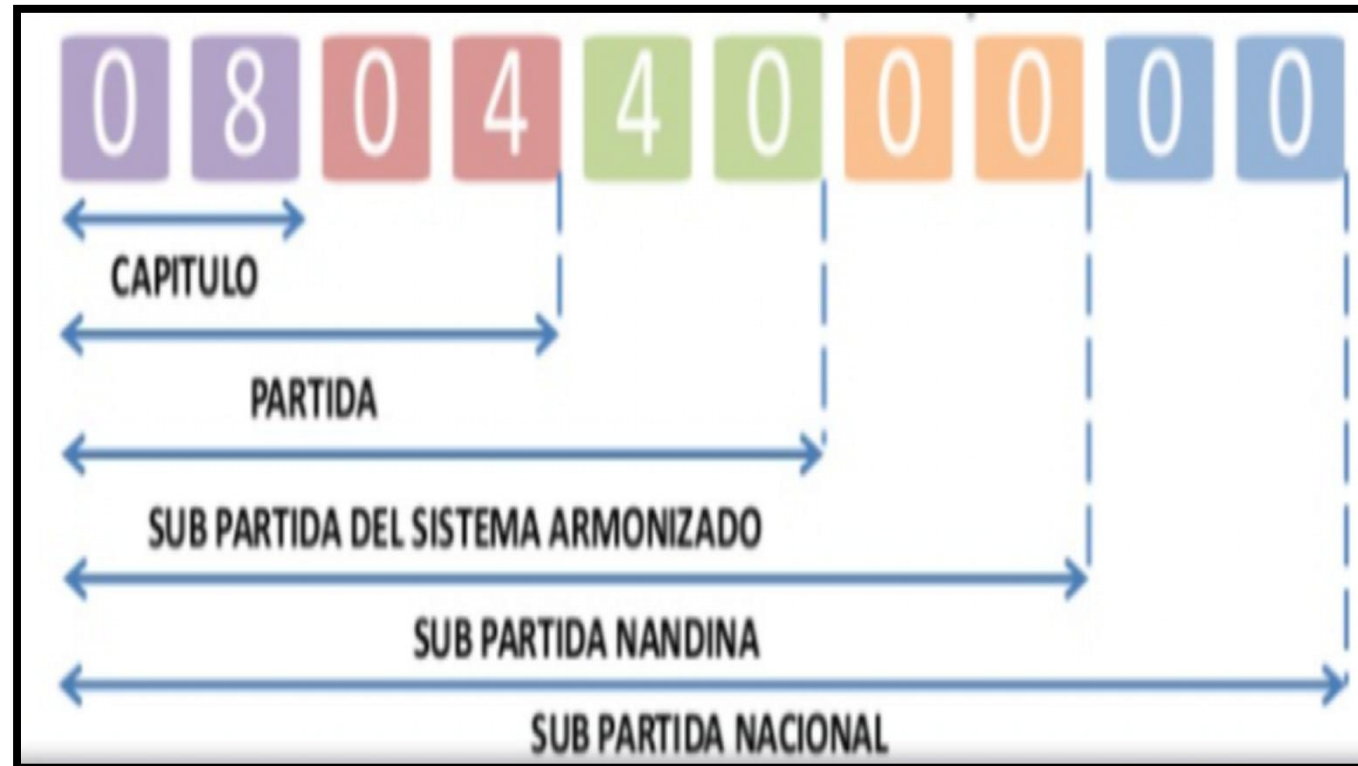 0 8 0 4 4 0 0 0 0 0
CAPITULO
PARTIDA
SUB PARTIDA DEL SISTEMA ARMONIZADO
SUB PARTIDA NANDINA
SUB PARTIDA NACIONAL